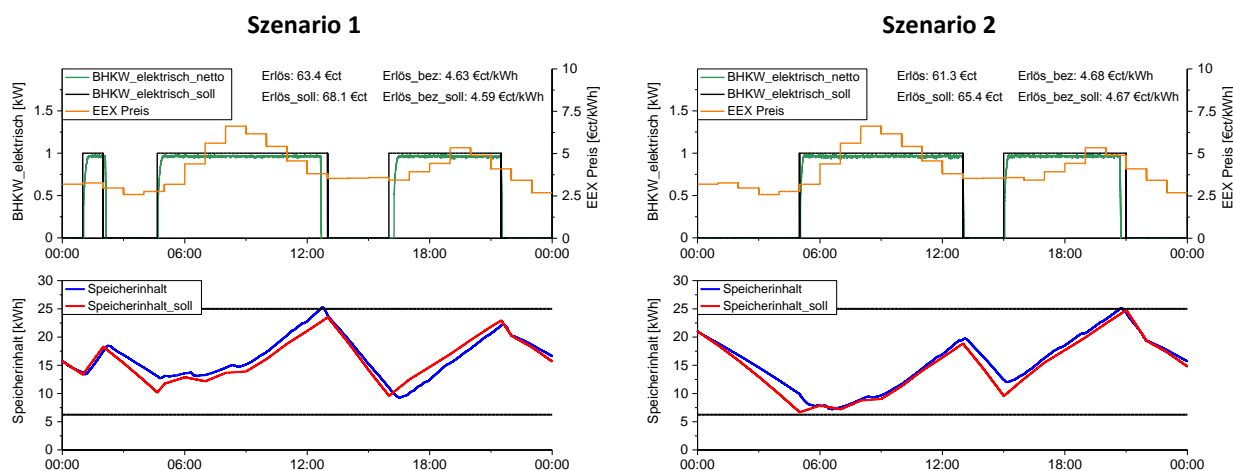 Szenario 1
BHKW_elektrisch_netto
BHKW_elektrisch_soll
EEX Preis
Erlös: 63.4 €ct
Erlös_bez: 4.63 €ct/kWh
Erlös_soll: 68.1 €ct
Erlös_bez_soll: 4.59 €ct/kWh
BHKW_elektrisch [kW]
1.5
1
0.5
0
10
7.5
5
2.5
0
EEX Preis [€ct/kWh]
00:00 06:00 12:00 18:00 00:00
Speicherinhalt
Speicherinhalt_soll
Speicherinhalt [kWh]
30
25
20
15
10
5
0
00:00 06:00 12:00 18:00 00:00
Szenario 2
BHKW_elektrisch_netto
BHKW_elektrisch_soll
EEX Preis
Erlös: 61.3 €ct
Erlös_bez: 4.68 €ct/kWh
Erlös_soll: 65.4 €ct
Erlös_bez_soll: 4.67 €ct/kWh
BHKW_elektrisch [kW]
1.5
1
0.5
0
10
7.5
5
2.5
0
EEX Preis [€ct/kWh]
00:00 06:00 12:00 18:00 00:00
Speicherinhalt
Speicherinhalt_soll
Speicherinhalt [kWh]
30
25
20
15
10
5
0
00:00 06:00 12:00 18:00 00:00